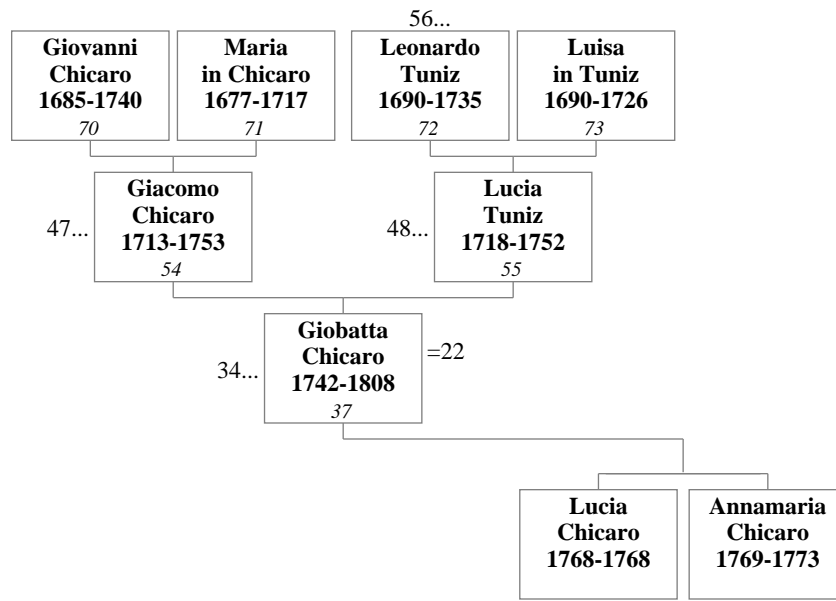 56...
Giovanni
Chicaro
1685-1740
70
Maria
in Chicaro
1677-1717
71
Leonardo
Tuniz
1690-1735
72
Luisa
in Tuniz
1690-1726
73
47...
Giacomo
Chicaro
1713-1753
54
48...
Lucia
Tuniz
1718-1752
55
34...
Giobatta
Chicaro
1742-1808
37
=22
Lucia
Chicaro
1768-1768
Annamaria
Chicaro
1769-1773